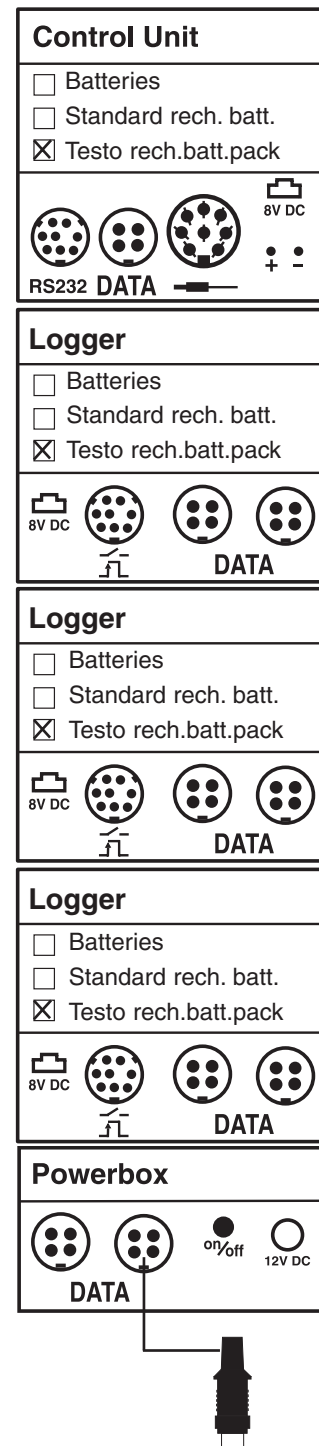 Control Unit
Batteries
Standard rech. batt.
Testo rech.batt.pack
8V DC
+ -
RS232 DATA
Logger
Batteries
Standard rech. batt.
Testo rech.batt.pack
8V DC
DATA
Logger
Batteries
Standard rech. batt.
Testo rech.batt.pack
8V DC
DATA
Logger
Batteries
Standard rech. batt.
Testo rech.batt.pack
8V DC
DATA
Powerbox
on/off
12V DC
DATA